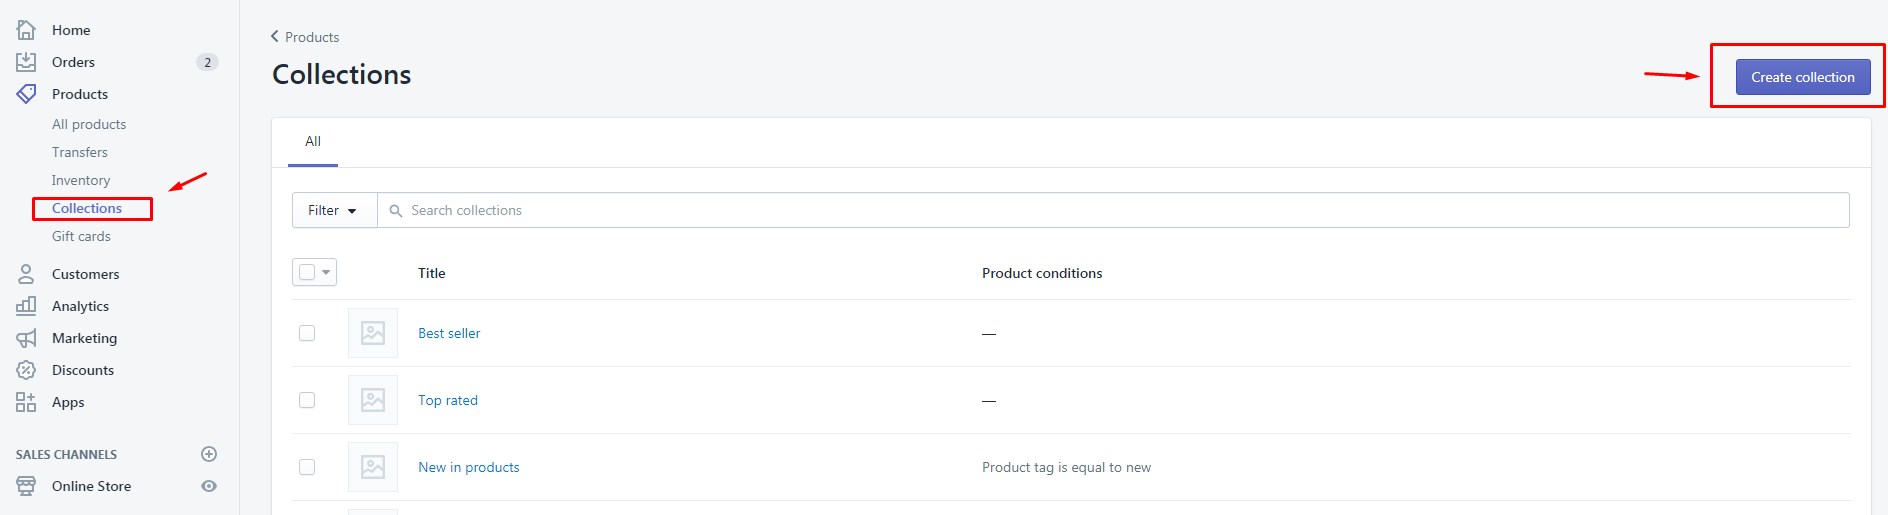 Home
Orders 2
Products
All products
Transfers
Inventory
Collections
Gift cards
Customers
Analytics
Marketing
Discounts
Apps
SALES CHANNELS
Online Store
Products
Collections
Create collection
All
Filter
Search collections
Title Product conditions
Best seller —
Top rated —
New in products Product tag is equal to new